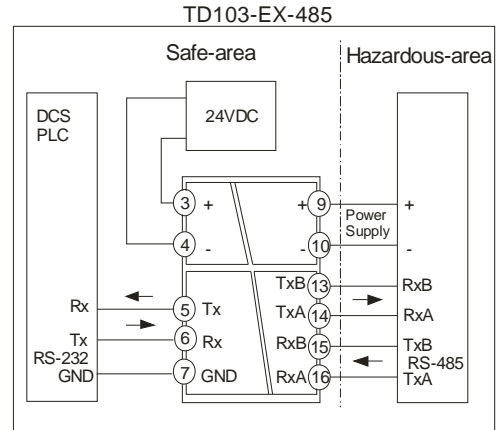 TD103-EX-485
Safe-area
Hazardous-area
DCS
PLC
24VDC
3 +
+ 9
+
Power
Supply
4 -
- 10
-
TxB 13
RxB
Rx
5 Tx
TxA 14
RxA
Tx
6 Rx
RxB 15
TxB
RS-232
RS-485
GND
7 GND
RxA 16
TxA